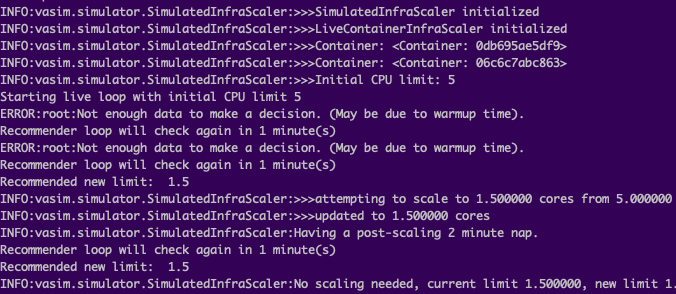 INFO:vasim.simulator.SimulatedInfraScaler:>>>SimulatedInfraScaler initialized
INFO:vasim.simulator.SimulatedInfraScaler:>>>LiveContainerInfraScaler initialized
INFO:vasim.simulator.SimulatedInfraScaler:>>>Container: <Container: 0db695ae5df9>
INFO:vasim.simulator.SimulatedInfraScaler:>>>Container: <Container: 06c6c7abc863>
INFO:vasim.simulator.SimulatedInfraScaler:>>>Initial CPU limit: 5
Starting live loop with initial CPU limit 5
ERROR:root:Not enough data to make a decision. (May be due to warmup time).
Recommender loop will check again in 1 minute(s)
ERROR:root:Not enough data to make a decision. (May be due to warmup time).
Recommender loop will check again in 1 minute(s)
Recommended new limit:  1.5
INFO:vasim.simulator.SimulatedInfraScaler:>>>attempting to scale to 1.500000 cores from 5.000000
INFO:vasim.simulator.SimulatedInfraScaler:>>>updated to 1.500000 cores
INFO:vasim.simulator.SimulatedInfraScaler:Having a post-scaling 2 minute nap.
Recommender loop will check again in 1 minute(s)
Recommended new limit:  1.5
INFO:vasim.simulator.SimulatedInfraScaler:No scaling needed, current limit 1.500000, new limit 1.